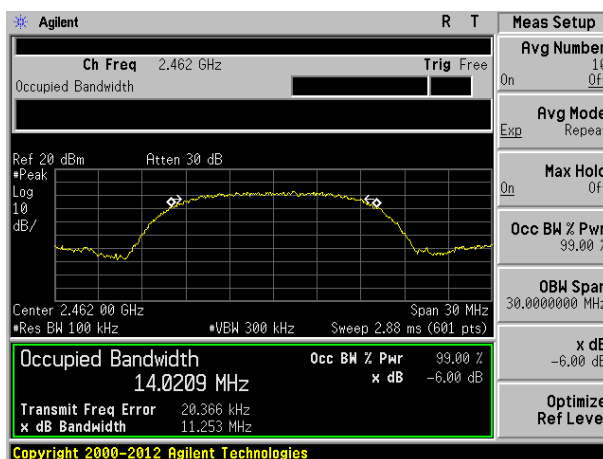 Agilent R T Meas Setup
Avg Number
10
On Of
Ch Freq 2.462 GHz Trig Free
Occupied Bandwidth
Avg Mode
Exp Repea
Ref 20 dBm Atten 30 dB
#Peak
Log
10
dB/
Max Hold
On Of
Occ BW % Pwr
99.00 %
OBW Span
30.0000000 MHz
Center 2.462 00 GHz Span 30 MHz
#Res BW 100 kHz #VBW 300 kHz Sweep 2.88 ms (601 pts)
x dB
-6.00 dB
Occupied Bandwidth Occ BW % Pwr 99.00 %
14.0209 MHz x dB -6.00 dB
Transmit Freq Error 20.366 kHz
x dB Bandwidth 11.253 MHz
Optimize
Ref Leve
Copyright 2000-2012 Agilent Technologies